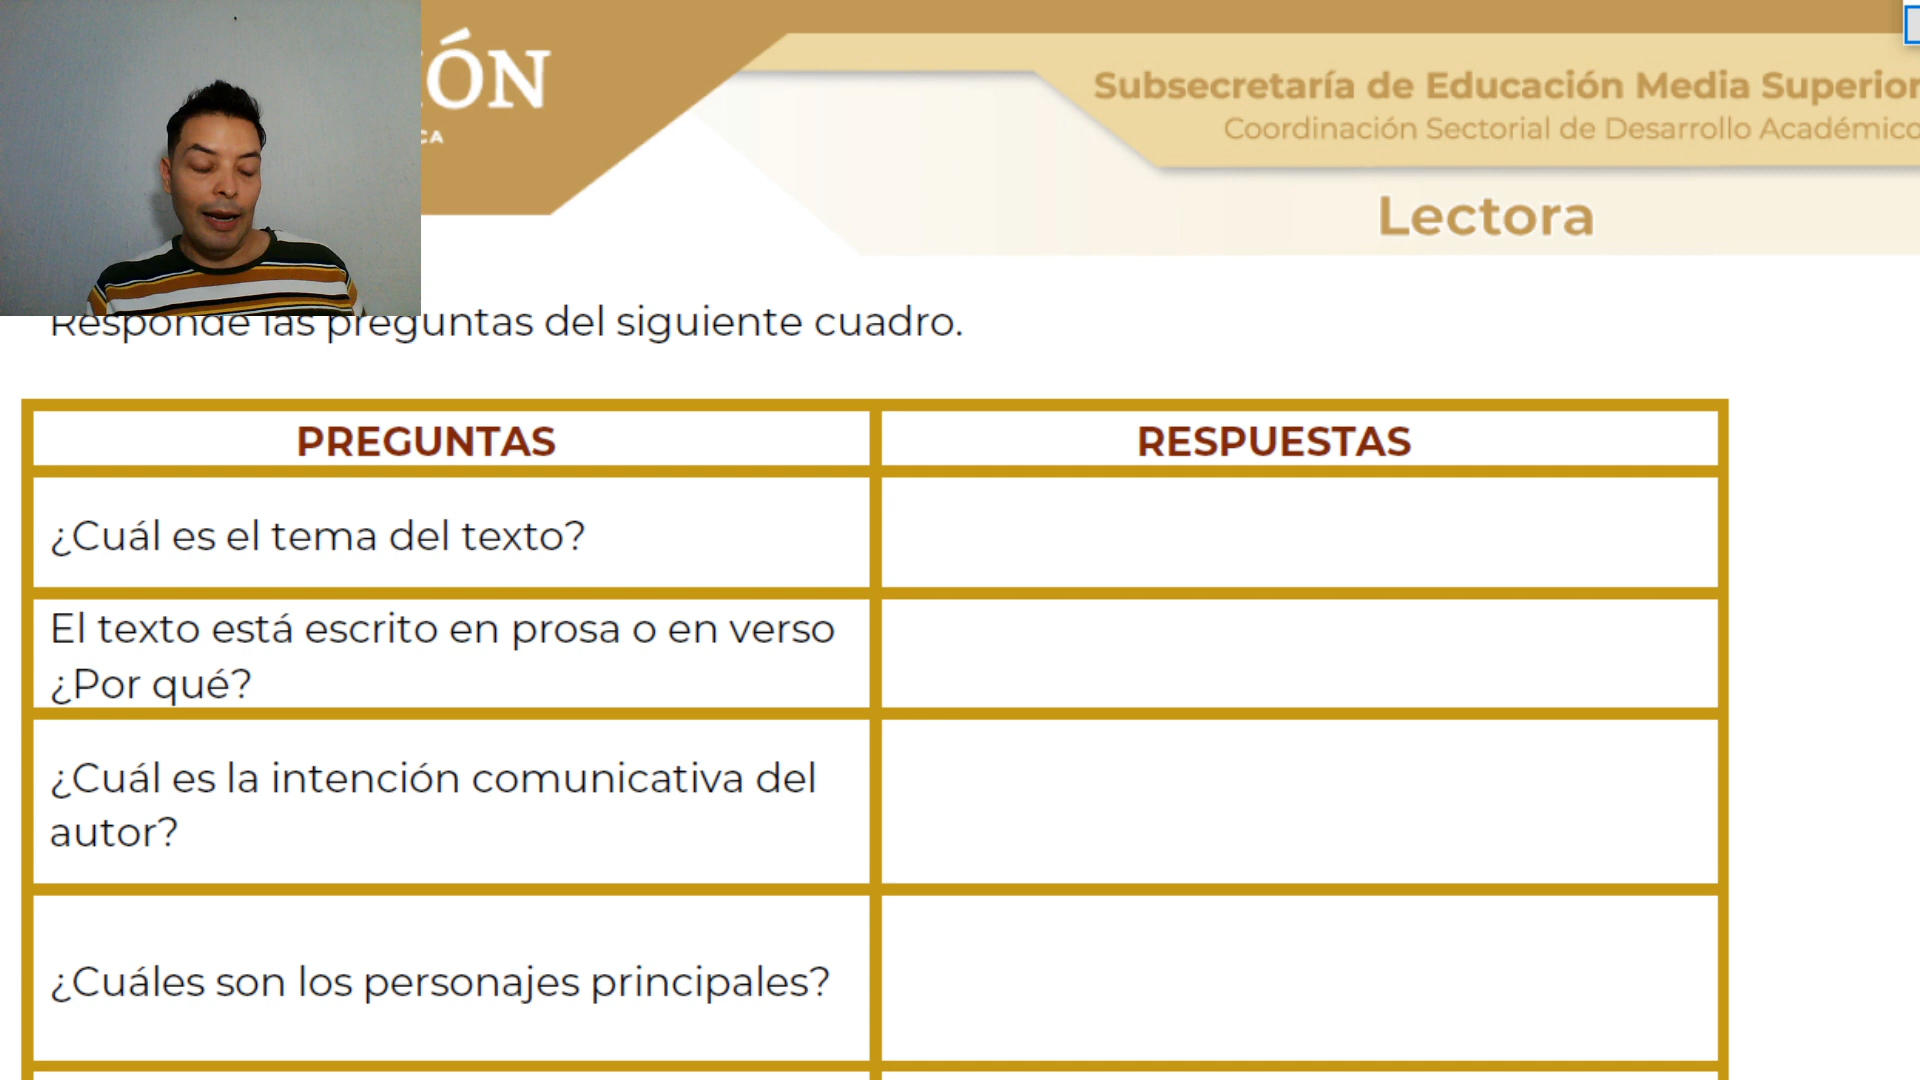 ÓN
CA
Subsecretaría de Educación Media Superior
Coordinación Sectorial de Desarrollo Académico
Lectora
Responde las preguntas del siguiente cuadro.
PREGUNTAS
RESPUESTAS
¿Cuál es el tema del texto?
El texto está escrito en prosa o en verso
¿Por qué?
¿Cuál es la intención comunicativa del
autor?
¿Cuáles son los personajes principales?